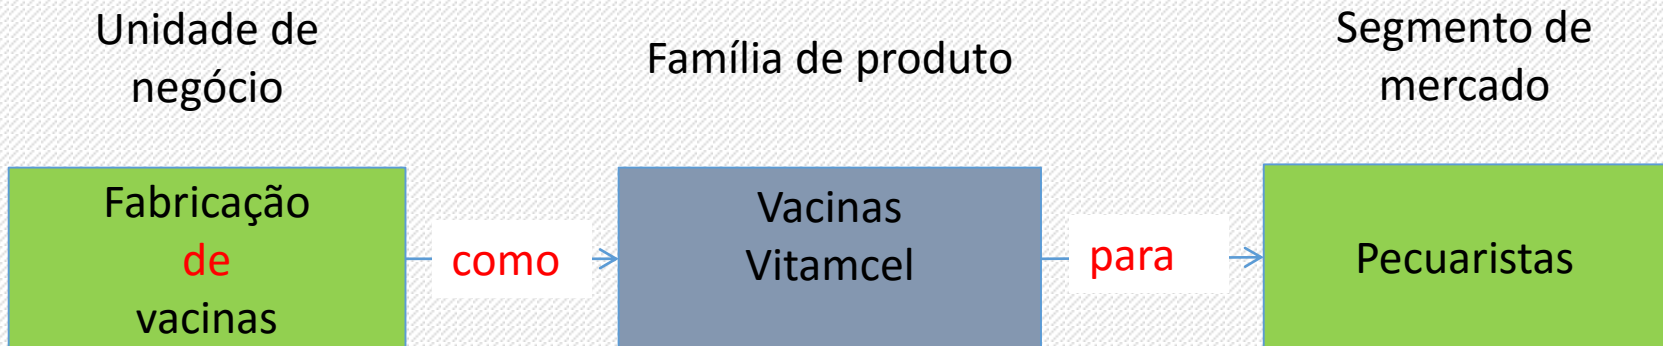 Unidade de
negócio
Família de produto
Segmento de
mercado
Fabricação
de
vacinas
como
Vacinas
Vitamcel
para
Pecuaristas